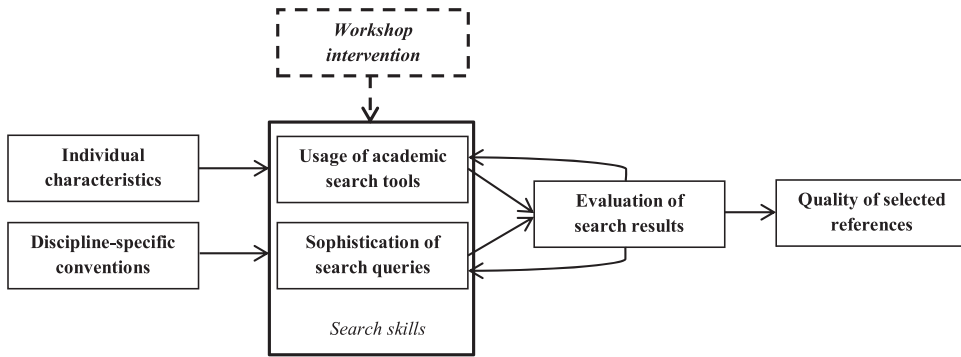 Workshop
intervention
Individual
characteristics
Usage of academic
search tools
Evaluation of
search results
Quality of selected
references
Discipline-specific
conventions
Sophistication of
search queries
Search skills